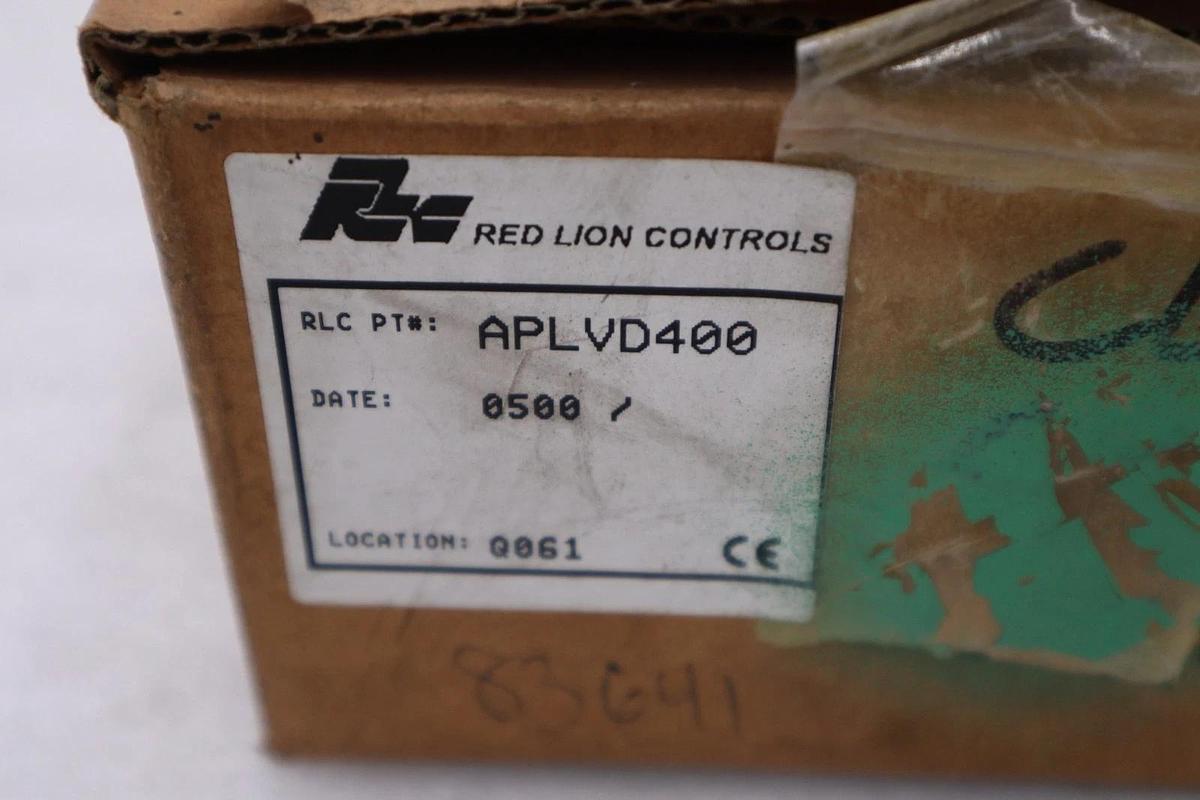 RLC RED LION CONTROLS
RLC PT#: APLVD400
DATE: 0500 /
LOCATION: Q061 CE
83641